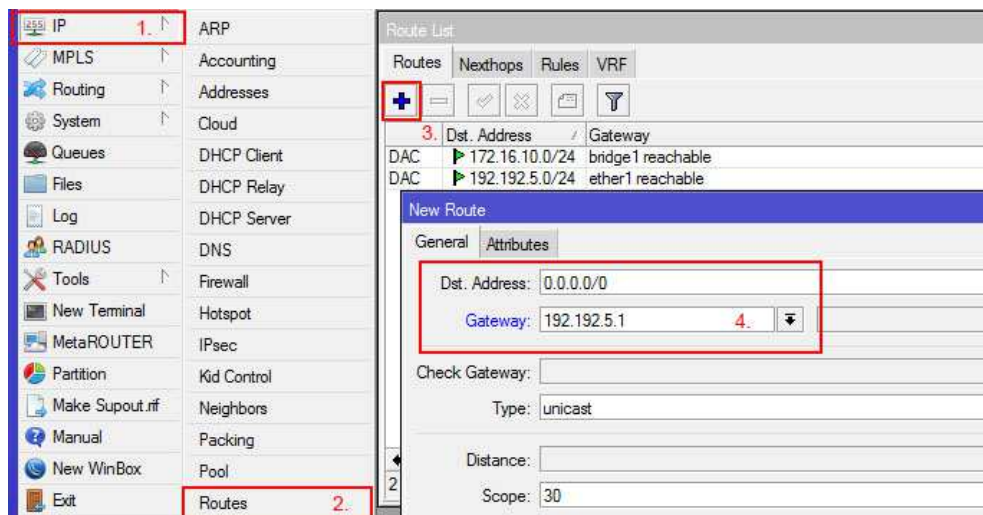 255 IP 1.
MPLS
Routing
System
Queues
Files
Log
RADIUS
Tools
New Terminal
MetaROUTER
Partition
Make Supout.rif
Manual
New WinBox
Exit
ARP
Accounting
Addresses
Cloud
DHCP Client
DHCP Relay
DHCP Server
DNS
Firewall
Hotspot
IPsec
Kid Control
Neighbors
Packing
Pool
Routes 2.
Route List
Routes Nexthops Rules VRF
3. Dst. Address / Gateway
DAC 172.16.10.0/24 bridge1 reachable
DAC 192.192.5.0/24 ether1 reachable
2
New Route
General Attributes
Dst. Address: 0.0.0.0/0
Gateway: 192.192.5.1 4.
Check Gateway:
Type: unicast
Distance:
Scope: 30